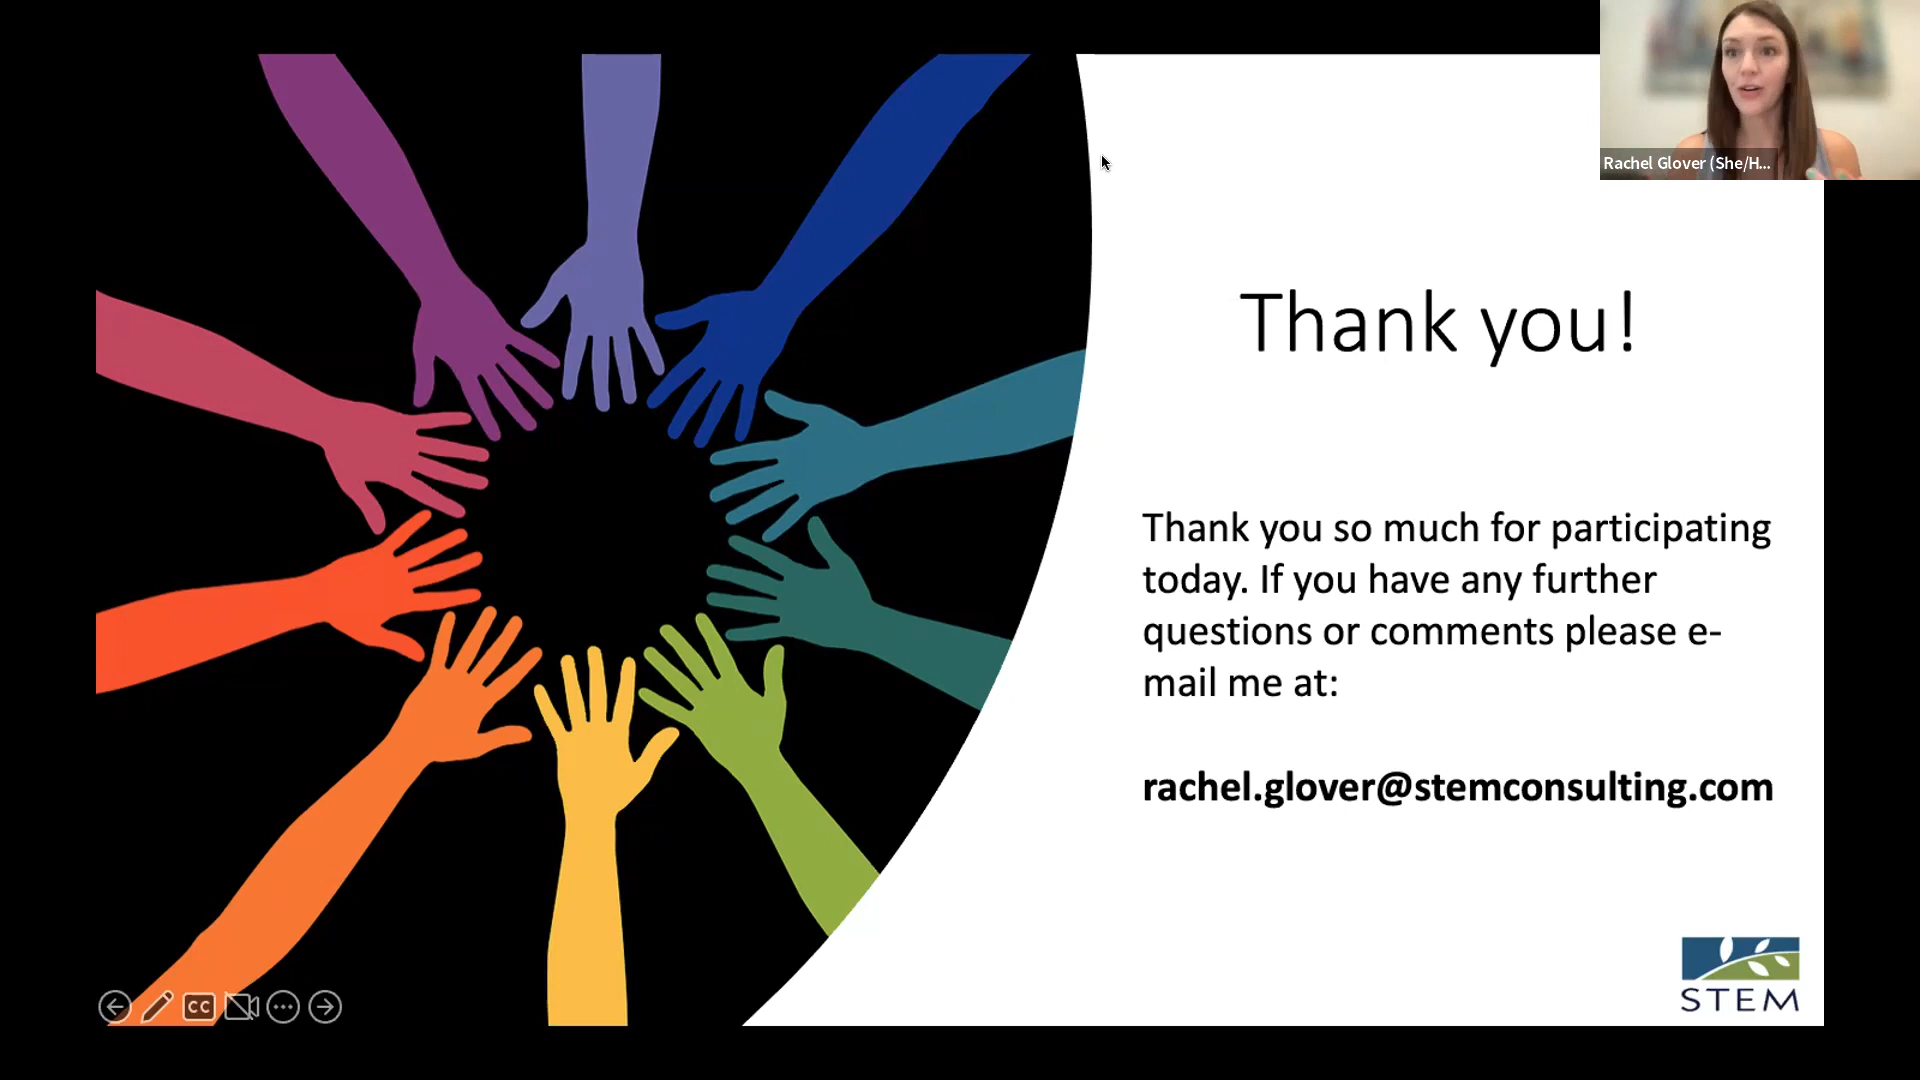 Rachel Glover (She/H...
Thank you!
Thank you so much for participating
today. If you have any further
questions or comments please e-
mail me at:
rachel.glover@stemconsulting.com
STEM
CC